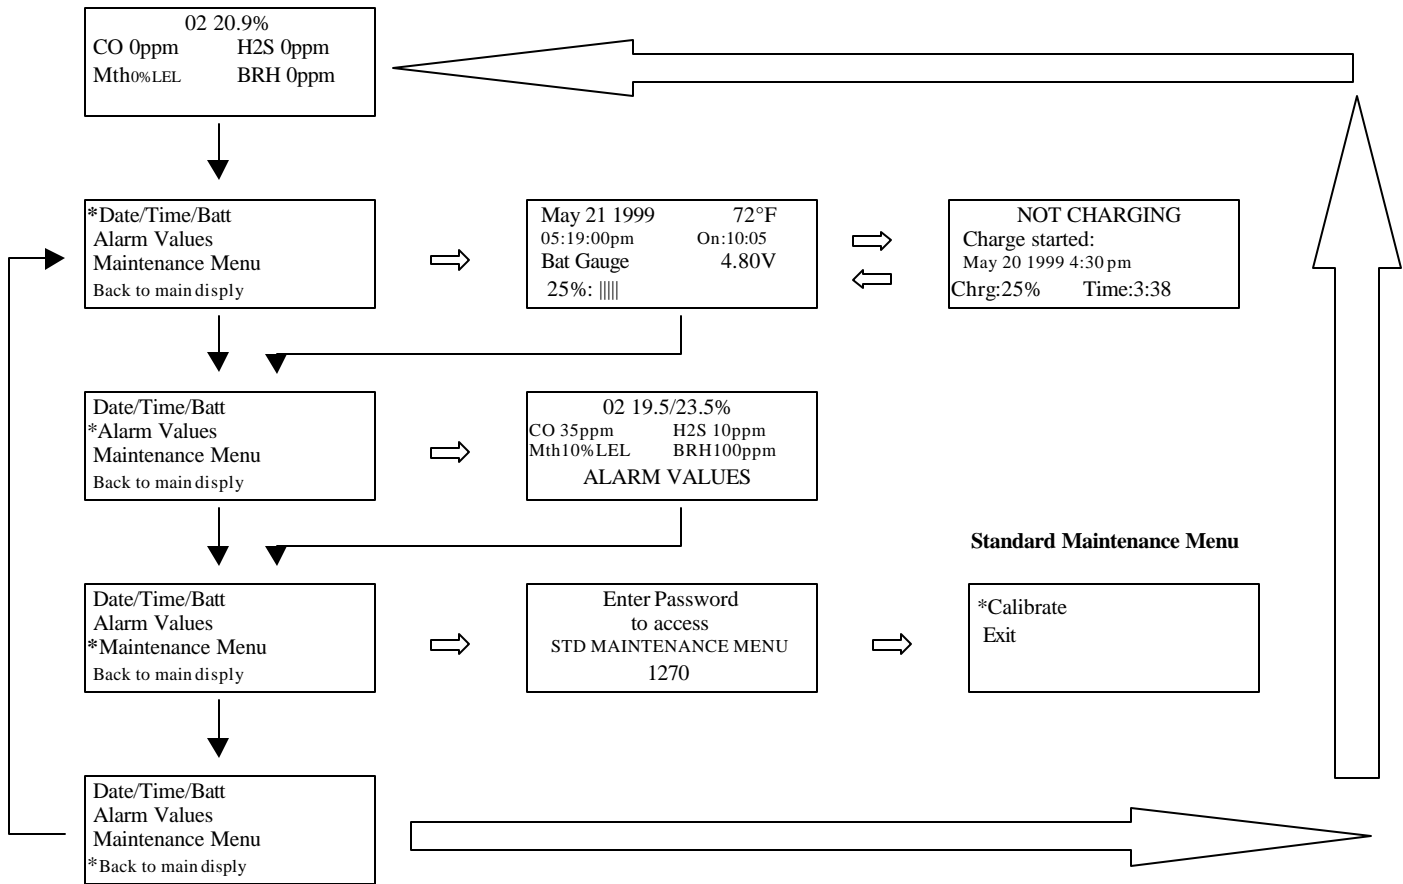 02 20.9%
CO 0ppm H2S 0ppm
Mth0%LEL BRH 0ppm
*Date/Time/Batt
Alarm Values
Maintenance Menu
Back to main disply
May 21 1999 72°F
05:19:00pm On:10:05
Bat Gauge 4.80V
25%: |||||
NOT CHARGING
Charge started:
May 20 1999 4:30 pm
Chrg:25% Time:3:38
Date/Time/Batt
*Alarm Values
Maintenance Menu
Back to main disply
02 19.5/23.5%
CO 35ppm H2S 10ppm
Mth10%LEL BRH100ppm
ALARM VALUES
Date/Time/Batt
Alarm Values
*Maintenance Menu
Back to main disply
Enter Password
to access
STD MAINTENANCE MENU
1270
Standard Maintenance Menu
*Calibrate
Exit
Date/Time/Batt
Alarm Values
Maintenance Menu
*Back to main disply